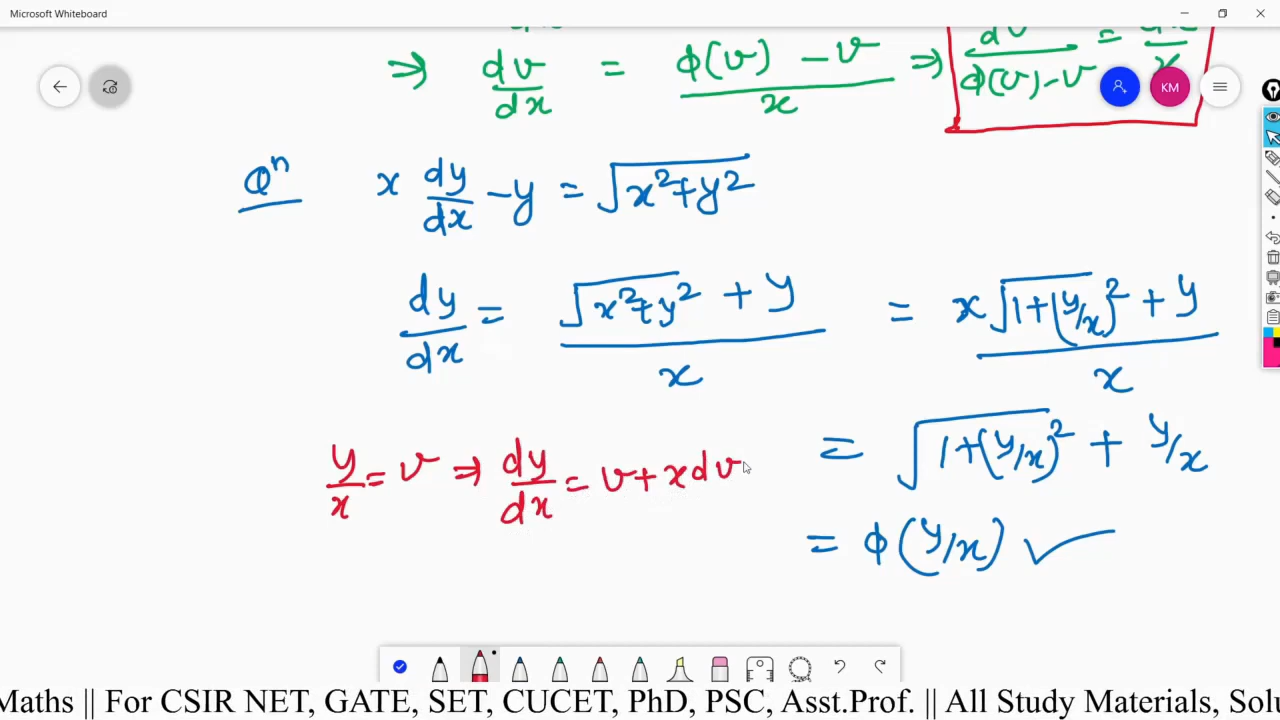 Microsoft Whiteboard
⇒ dv/dx = (ϕ(v) - v)/x ⇒ dv/(ϕ(v)-v) = dx/x
KM
Qⁿ x dy/dx - y = √(x²+y²)
dy/dx = (√(x²+y²) + y)/x = (x√(1+(y/x)²) + y)/x
= √(1+(y/x)²) + y/x
y/x = v ⇒ dy/dx = v + x dv
= ϕ(y/x) ✓
Maths || For CSIR NET, GATE, SET, CUCET, PhD, PSC, Asst.Prof. || All Study Materials, Solu